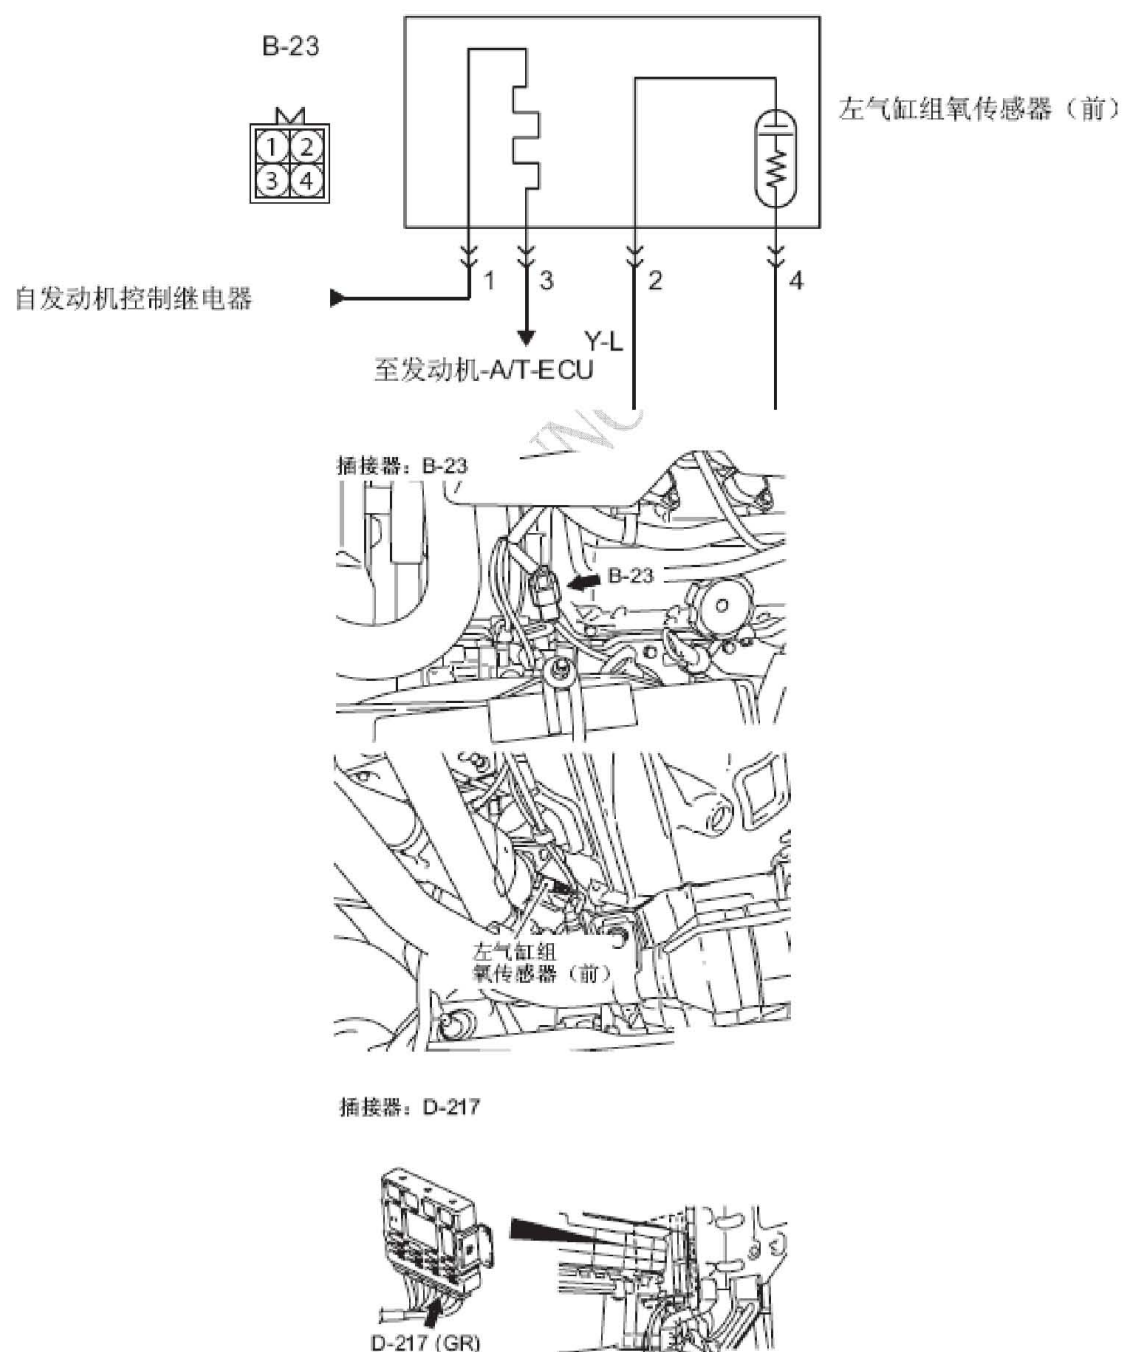 B-23
左气缸组氧传感器（前）
1 2
3 4
1 3 2 4
自发动机控制继电器
Y-L
至发动机-A/T-ECU
插接器：B-23
B-23
左气缸组
氧传感器（前）
插接器：D-217
D-217 (GR)